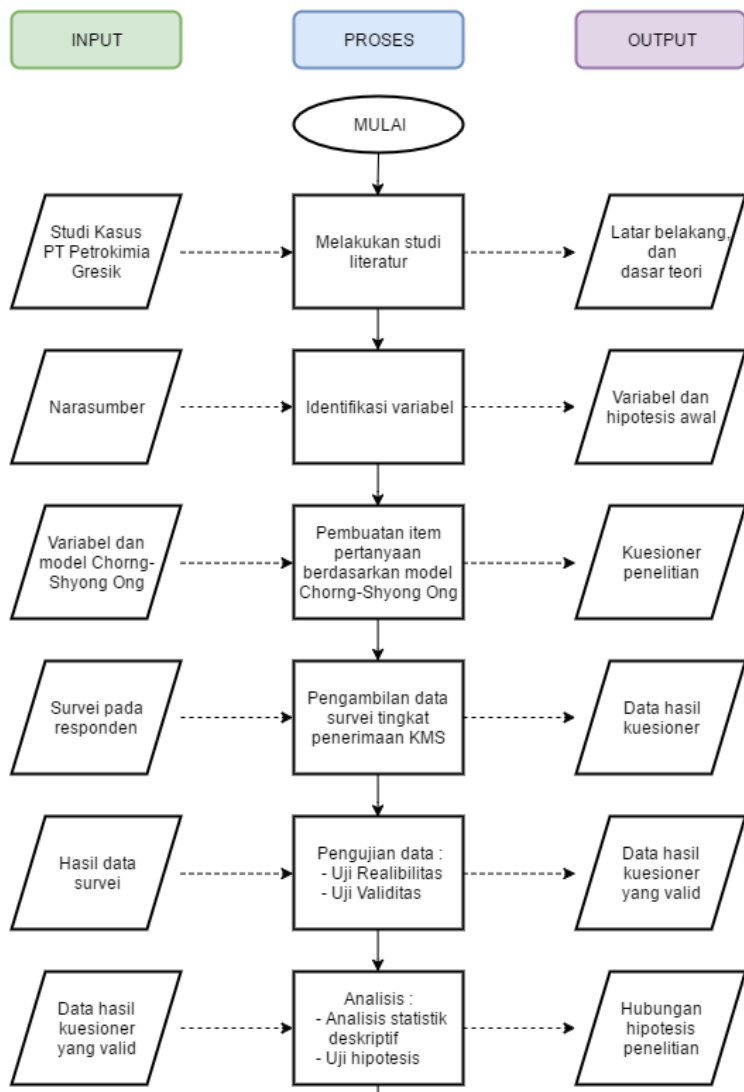 INPUT
PROSES
OUTPUT
MULAI
Studi Kasus
PT Petrokimia
Gresik
Melakukan studi
literatur
Latar belakang,
dan
dasar teori
Narasumber
Identifikasi variabel
Variabel dan
hipotesis awal
Variabel dan
model Chorng-
Shyong Ong
Pembuatan item
pertanyaan
berdasarkan model
Chorng-Shyong Ong
Kuesioner
penelitian
Survei pada
responden
Pengambilan data
survei tingkat
penerimaan KMS
Data hasil
kuesioner
Hasil data
survei
Pengujian data :
- Uji Realibilitas
- Uji Validitas
Data hasil
kuesioner
yang valid
Data hasil
kuesioner
yang valid
Analisis :
- Analisis statistik
deskriptif
- Uji hipotesis
Hubungan
hipotesis
penelitian